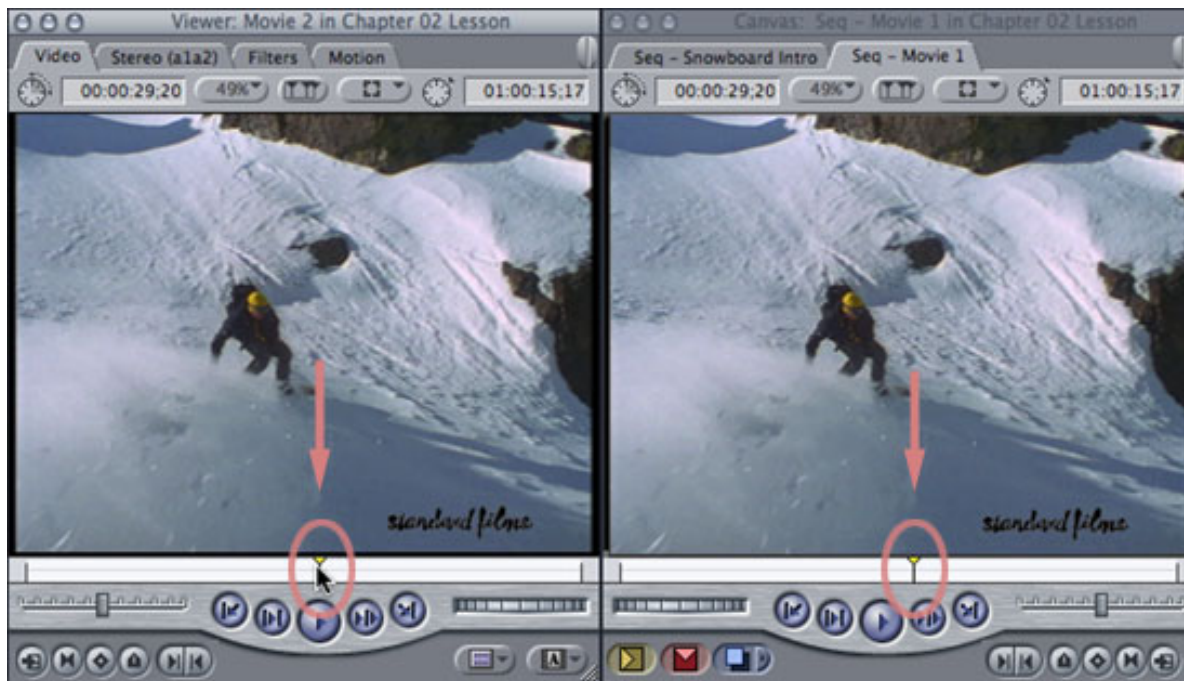 Viewer: Movie 2 in Chapter 02 Lesson
Video Stereo (a1a2) Filters Motion
00:00:29;20 49% 01:00:15;17
standard films
A
Canvas: Seq - Movie 1 in Chapter 02 Lesson
Seq - Snowboard Intro Seq - Movie 1
00:00:29;20 49% 01:00:15;17
standard films